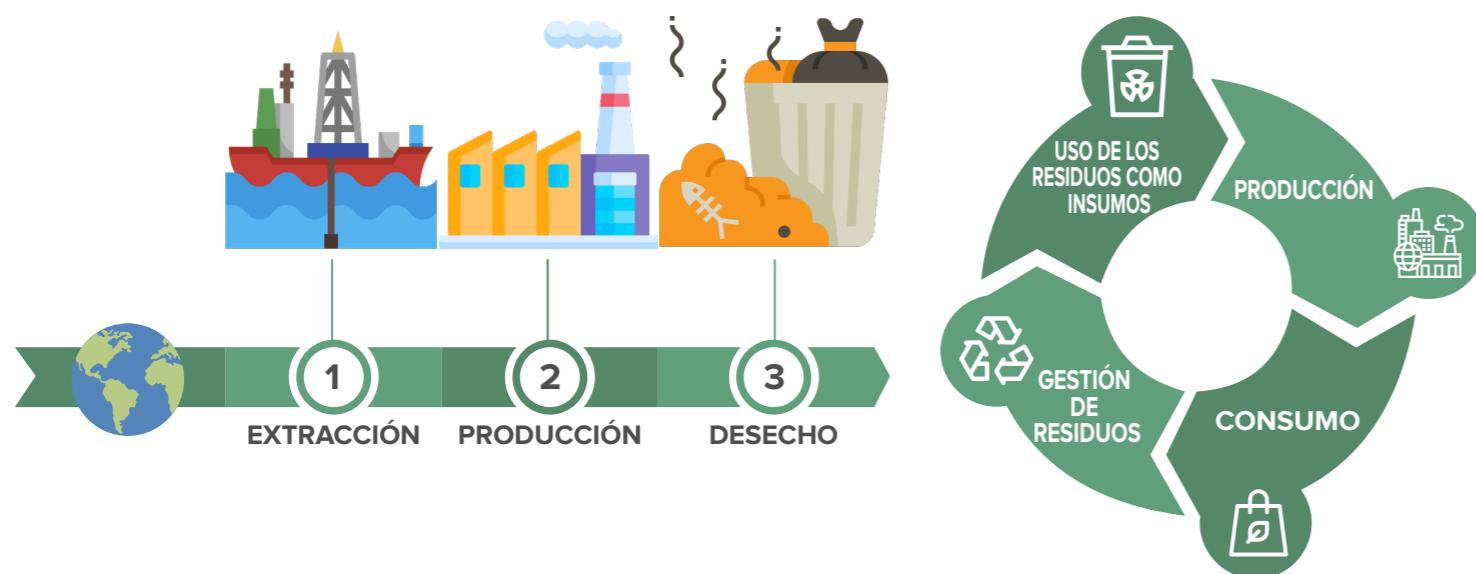 1
2
3
EXTRACCIÓN
PRODUCCIÓN
DESECHO
USO DE LOS
RESIDUOS COMO
INSUMOS
PRODUCCIÓN
CONSUMO
GESTIÓN
DE
RESIDUOS